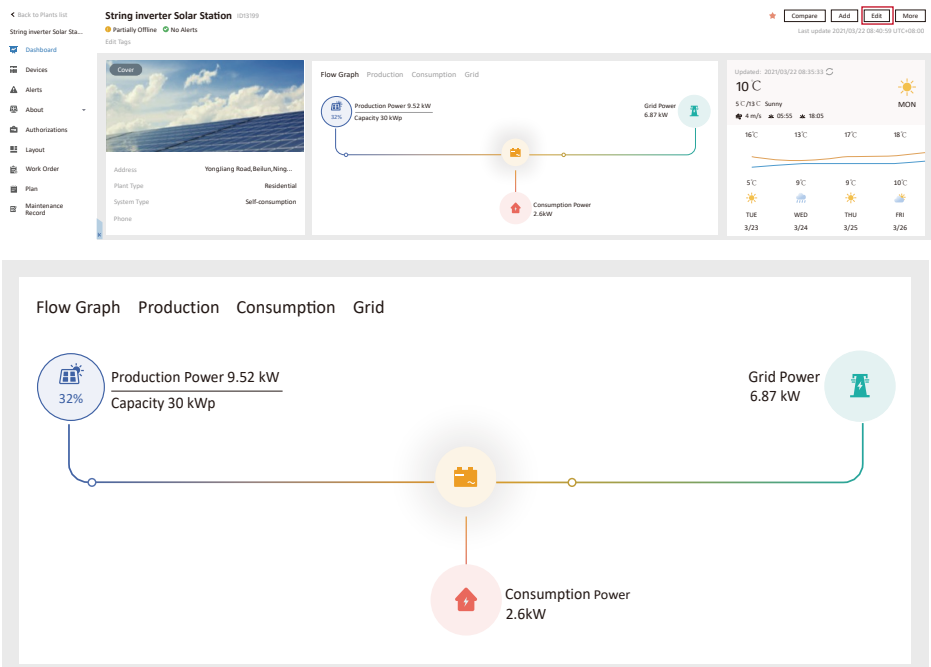 Back to Plants list
String inverter Solar Sta...
Dashboard
Devices
Alerts
About
Authorizations
Layout
Work Order
Plan
Maintenance
Record
String inverter Solar Station 1013199
Partially Offline No Alerts
Edit Tags
Compare Add Edit More
Last update 2021/03/22 08:40:59 UTC+08:00
Cover
Address Yongliang Road,Beilun,Ning...
Plant Type Residential
System Type Self-consumption
Phone
Flow Graph Production Consumption Grid
32%
Production Power 9.52 kW
Capacity 30 kWp
Grid Power
6.87 kW
Consumption Power
2.6kW
Updated: 2021/03/22 08:35:33
10℃
5℃/13℃ Sunny
MON
4 m/s 05:55 18:05
16℃ 13℃ 17℃ 18℃
5℃ 9℃ 9℃ 10℃
TUE WED THU FRI
3/23 3/24 3/25 3/26
Flow Graph Production Consumption Grid
32%
Production Power 9.52 kW
Capacity 30 kWp
Grid Power
6.87 kW
Consumption Power
2.6kW